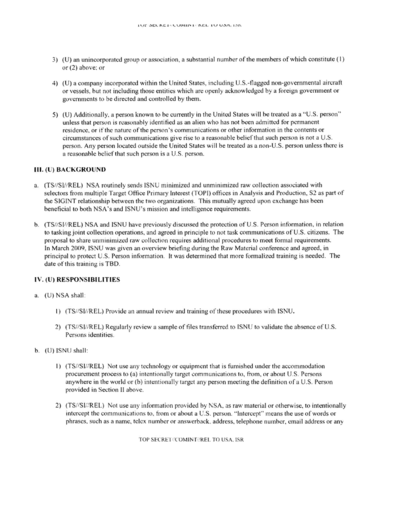 TOP SECRET//COMINT//REL TO USA, ISR
3) (U) an unincorporated group or association, a substantial number of the members of which constitute (1)
or (2) above; or
4) (U) a company incorporated within the United States, including U.S.-flagged non-governmental aircraft
or vessels, but not including those entities which are openly acknowledged by a foreign government or
governments to be directed and controlled by them.
5) (U) Additionally, a person known to be currently in the United States will be treated as a "U.S. person"
unless that person is reasonably identified as an alien who has not been admitted for permanent
residence, or if the nature of the person's communications or other information in the contents or
circumstances of such communications give rise to a reasonable belief that such person is not a U.S.
person. Any person located outside the United States will be treated as a non-U.S. person unless there is
a reasonable belief that such person is a U.S. person.
III. (U) BACKGROUND
a. (TS//SI//REL) NSA routinely sends ISNU minimized and unminimized raw collection associated with
selectors from multiple Target Office Primary Interest (TOPI) offices in Analysis and Production, S2 as part of
the SIGINT relationship between the two organizations. This mutually agreed upon exchange has been
beneficial to both NSA's and ISNU's mission and intelligence requirements.
b. (TS//SI//REL) NSA and ISNU have previously discussed the protection of U.S. Person information, in relation
to tasking joint collection operations, and agreed in principle to not task communications of U.S. citizens. The
proposal to share unminimized raw collection requires additional procedures to meet formal requirements.
In March 2009, ISNU was given an overview briefing during the Raw Material conference and agreed, in
principal to protect U.S. Person information. It was determined that more formalized training is needed. The
date of this training is TBD.
IV. (U) RESPONSIBILITIES
a. (U) NSA shall:
1) (TS//SI//REL) Provide an annual review and training of these procedures with ISNU.
2) (TS//SI//REL) Regularly review a sample of files transferred to ISNU to validate the absence of U.S.
Persons identities.
b. (U) ISNU shall:
1) (TS//SI//REL) Not use any technology or equipment that is furnished under the accommodation
procurement process to (a) intentionally target communications to, from, or about U.S. Persons
anywhere in the world or (b) intentionally target any person meeting the definition of a U.S. Person
provided in Section II above.
2) (TS//SI//REL) Not use any information provided by NSA, as raw material or otherwise, to intentionally
intercept the communications to, from or about a U.S. person. "Intercept" means the use of words or
phrases, such as a name, telex number or answerback, address, telephone number, email address or any
TOP SECRET//COMINT//REL TO USA, ISR